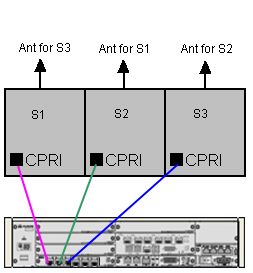 Ant for S3 Ant for S1 Ant for S2
S1 S2 S3
CPRI CPRI CPRI